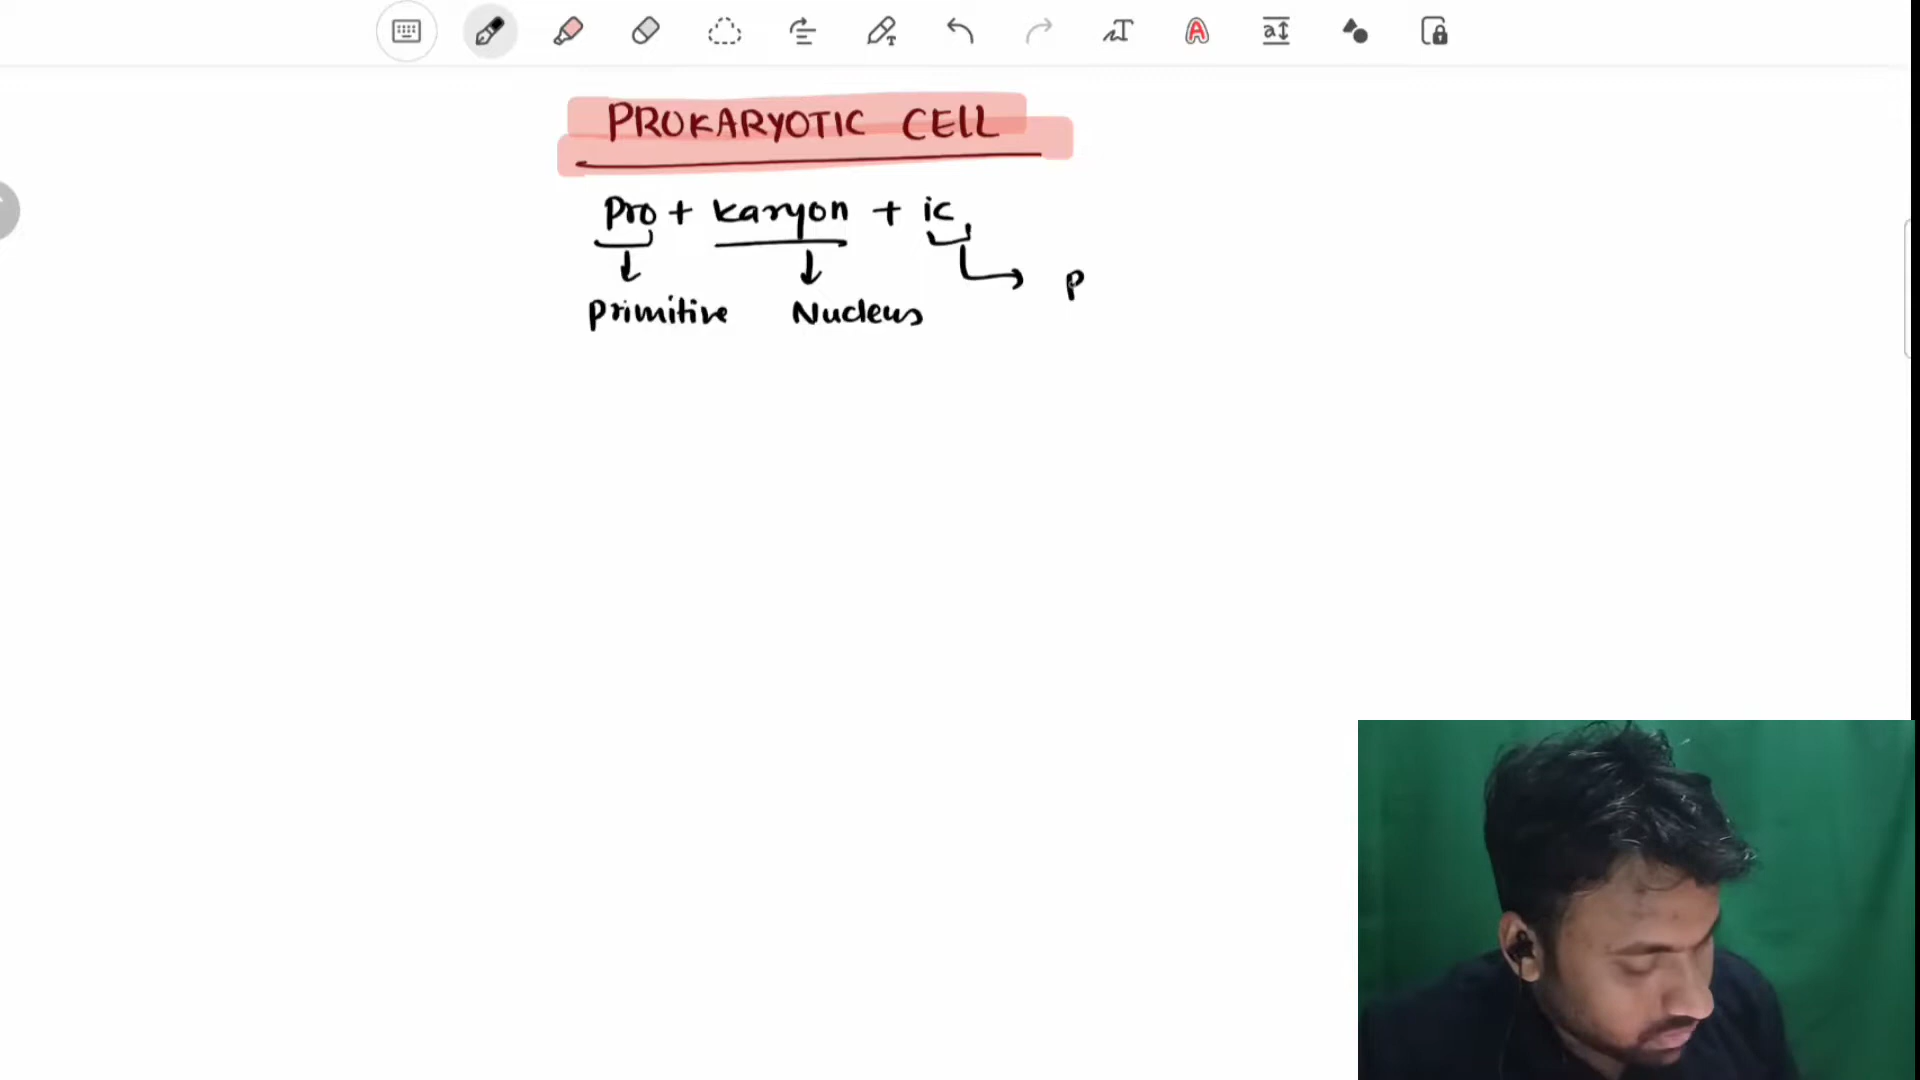 PROKARYOTIC CELL
Pro + karyon + ic
P
Primitive Nucleus